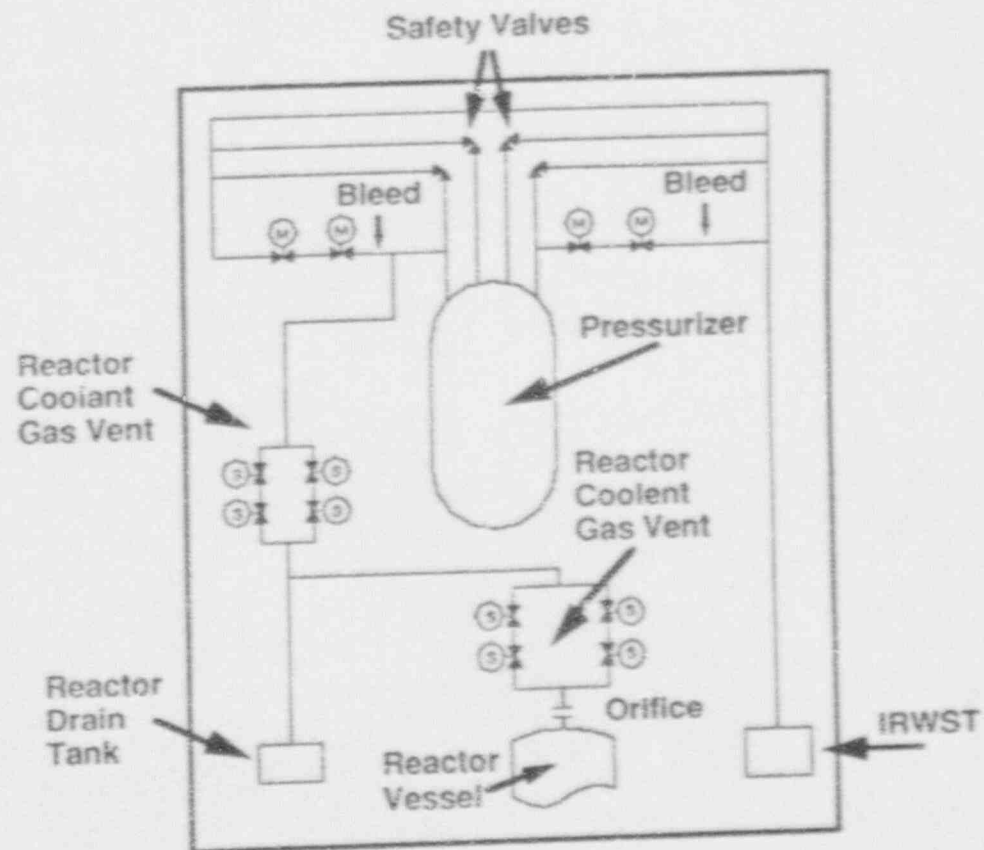 Safety Valves
Bleed
Bleed
M
M
M
M
Pressurizer
Reactor
Cooiant
Gas Vent
Reactor
Coolent
Gas Vent
S
S
S
S
S
S
S
S
Reactor
Drain
Tank
Orifice
IRWST
Reactor
Vessel